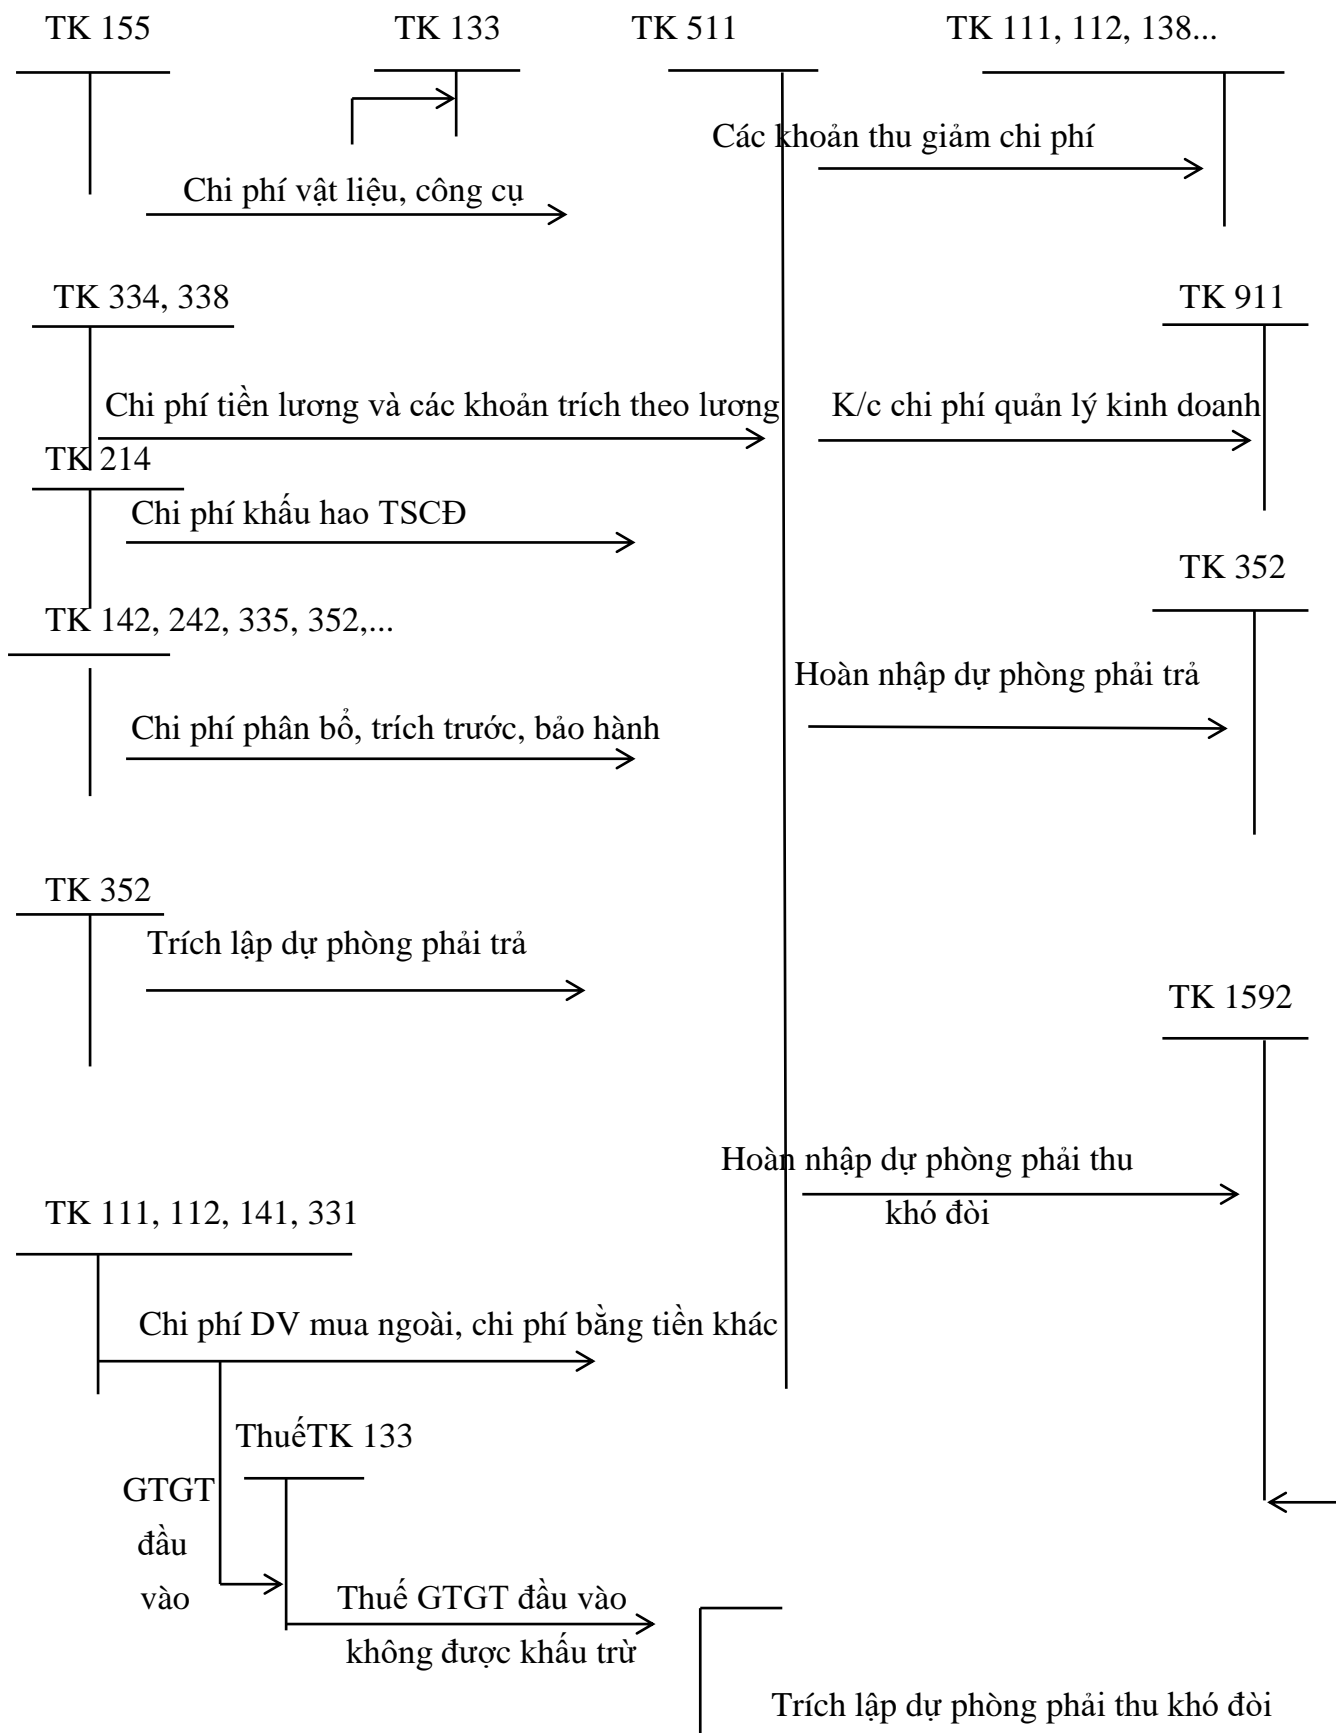 TK 155
TK 133
TK 511
TK 111, 112, 138...
Các khoản thu giảm chi phí
Chi phí vật liệu, công cụ
TK 334, 338
TK 911
Chi phí tiền lương và các khoản trích theo lương
K/c chi phí quản lý kinh doanh
TK 214
Chi phí khấu hao TSCĐ
TK 352
TK 142, 242, 335, 352,...
Hoàn nhập dự phòng phải trả
Chi phí phân bổ, trích trước, bảo hành
TK 352
Trích lập dự phòng phải trả
TK 1592
Hoàn nhập dự phòng phải thu
khó đòi
TK 111, 112, 141, 331
Chi phí DV mua ngoài, chi phí bằng tiền khác
ThuếTK 133
GTGT
đầu
vào
Thuế GTGT đầu vào
không được khấu trừ
Trích lập dự phòng phải thu khó đòi